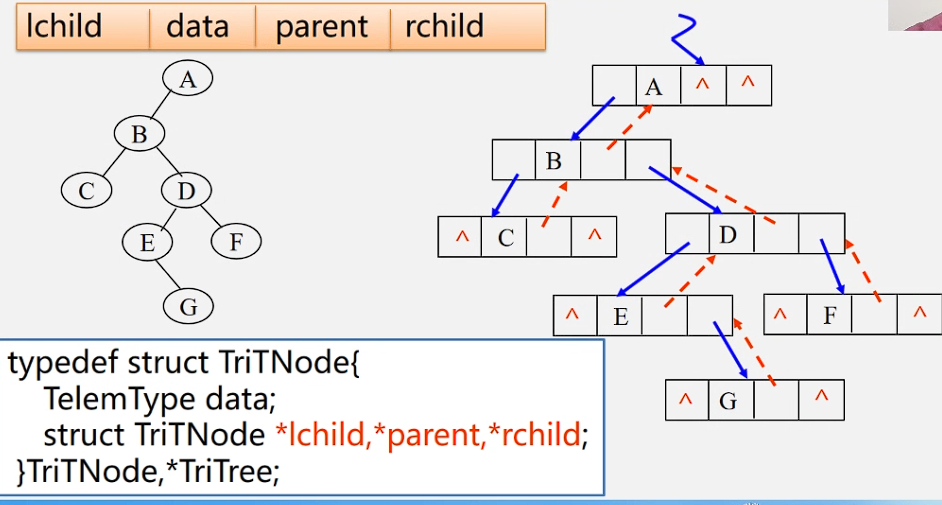 lchild data parent rchild
A
B
C D
E F
G
A ^ ^
B
^ C ^
D
^ E
^ F ^
^ G ^
typedef struct TriTNode{
TelemType data;
struct TriTNode *lchild,*parent,*rchild;
}TriTNode,*TriTree;